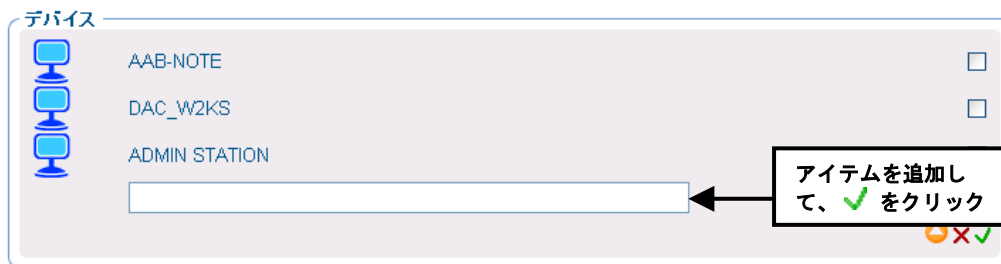 デバイス
AAB-NOTE
DAC_W2KS
ADMIN STATION
アイテムを追加し
て、 をクリック